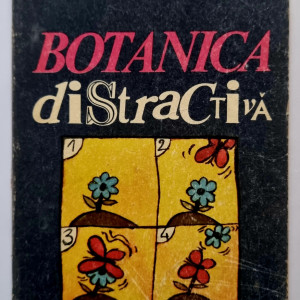 BOTANICA
diStraCTivĂ
1 2
3 4